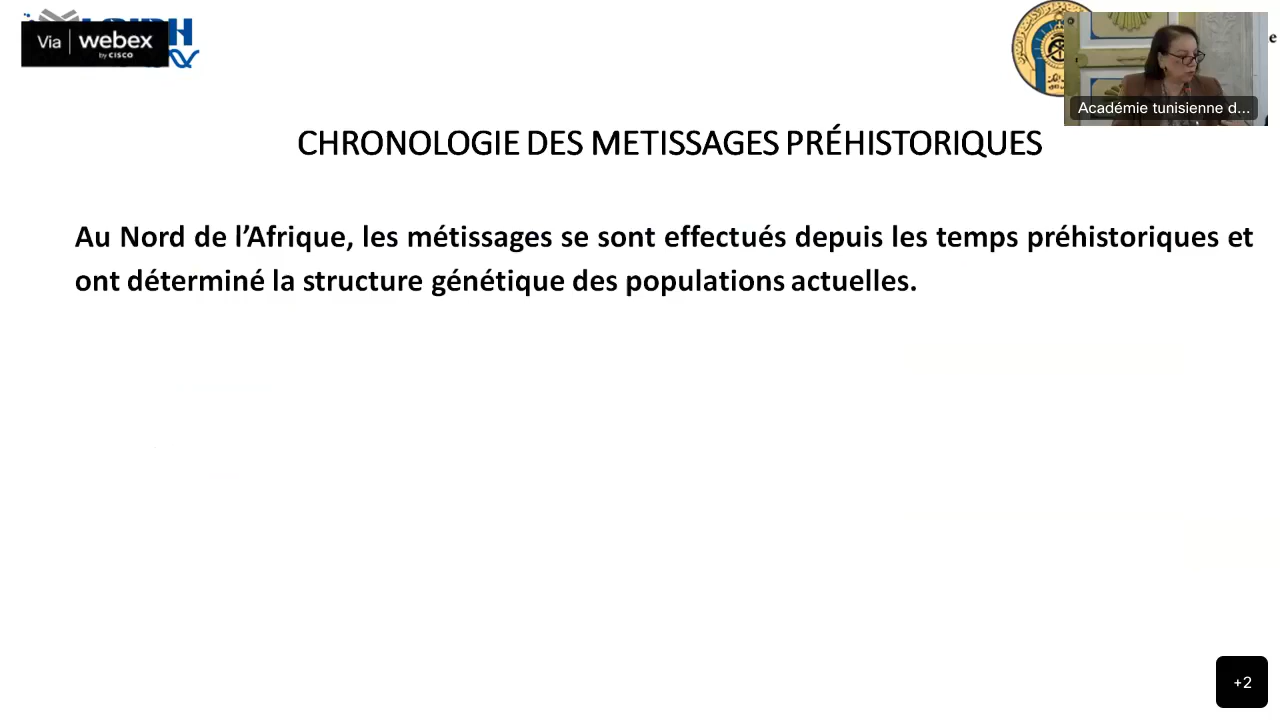 Via webex
by CISCO
Académie tunisienne d...
CHRONOLOGIE DES METISSAGES PRÉHISTORIQUES
Au Nord de l’Afrique, les métissages se sont effectués depuis les temps préhistoriques et
ont déterminé la structure génétique des populations actuelles.
+2